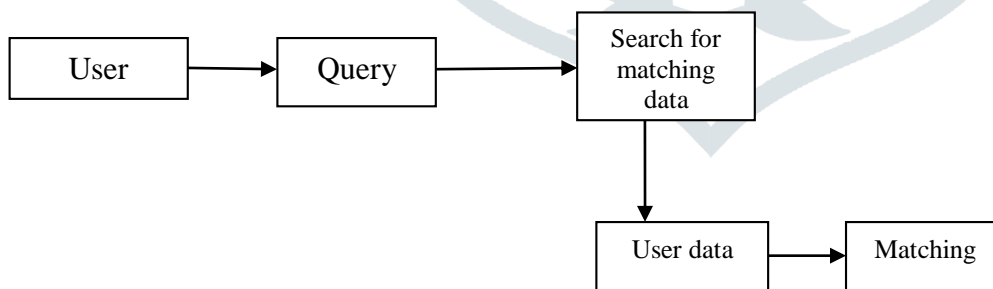 User
Query
Search for
matching
data
User data
Matching